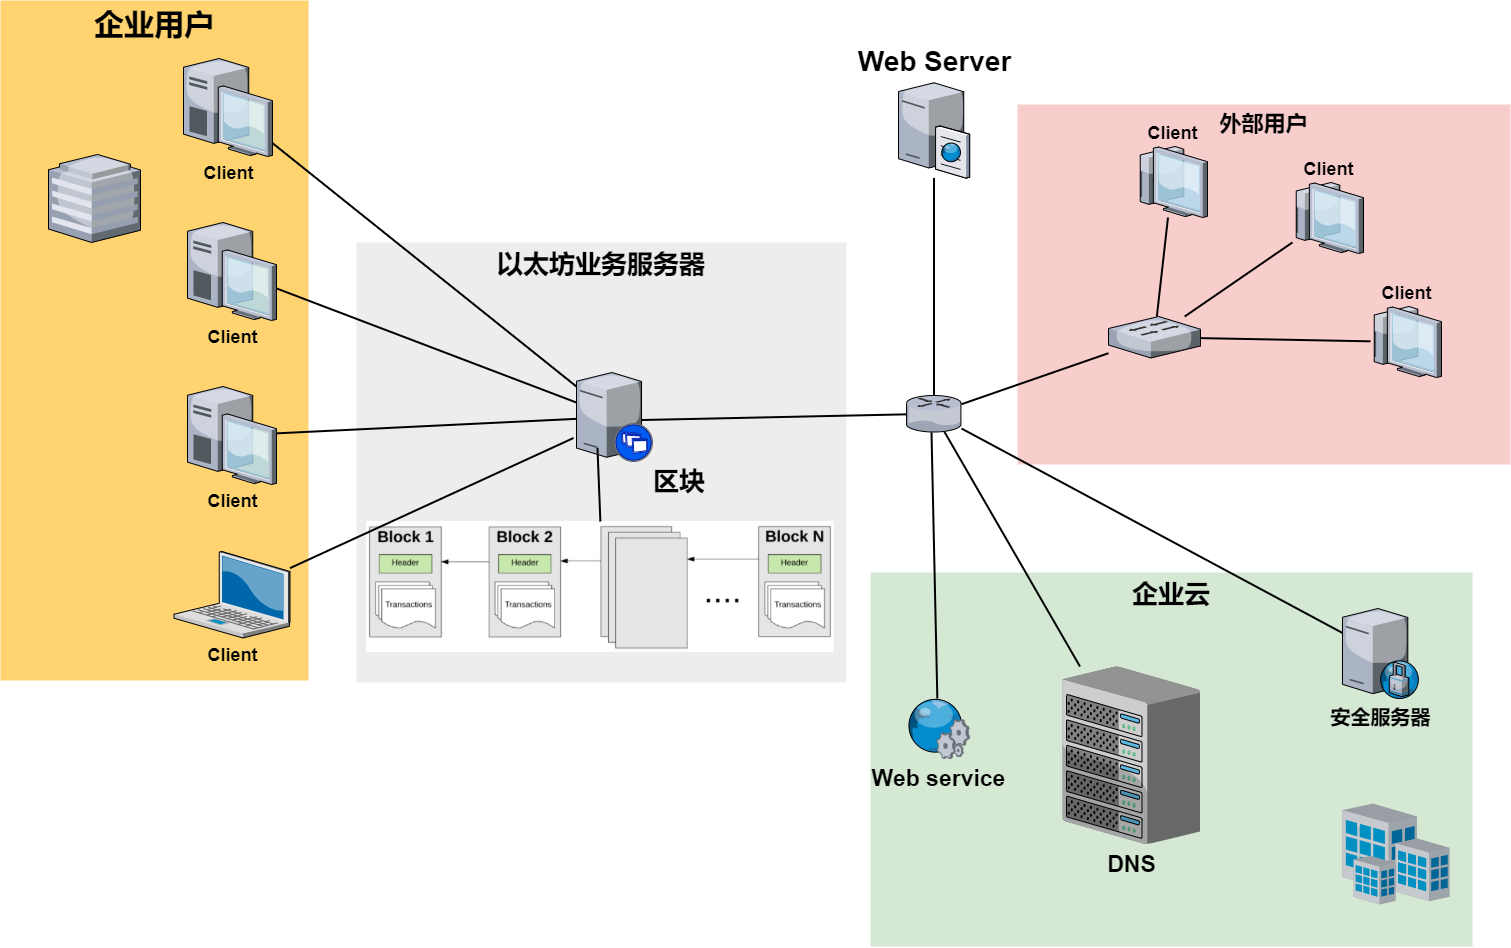 企业用户
Client
Client
Client
Client
以太坊业务服务器
区块
Block 1
Header
Transactions
Block 2
Header
Transactions
....
Block N
Header
Transactions
Web Server
外部用户
Client
Client
Client
企业云
Web service
DNS
安全服务器